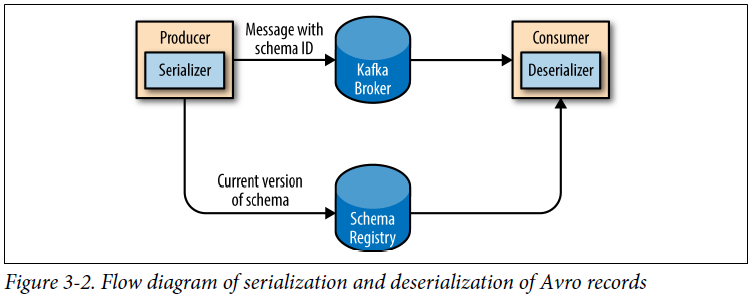 Producer
Serializer
Message with
schema ID
Kafka
Broker
Consumer
Deserializer
Current version
of schema
Schema
Registry
Figure 3-2. Flow diagram of serialization and deserialization of Avro records